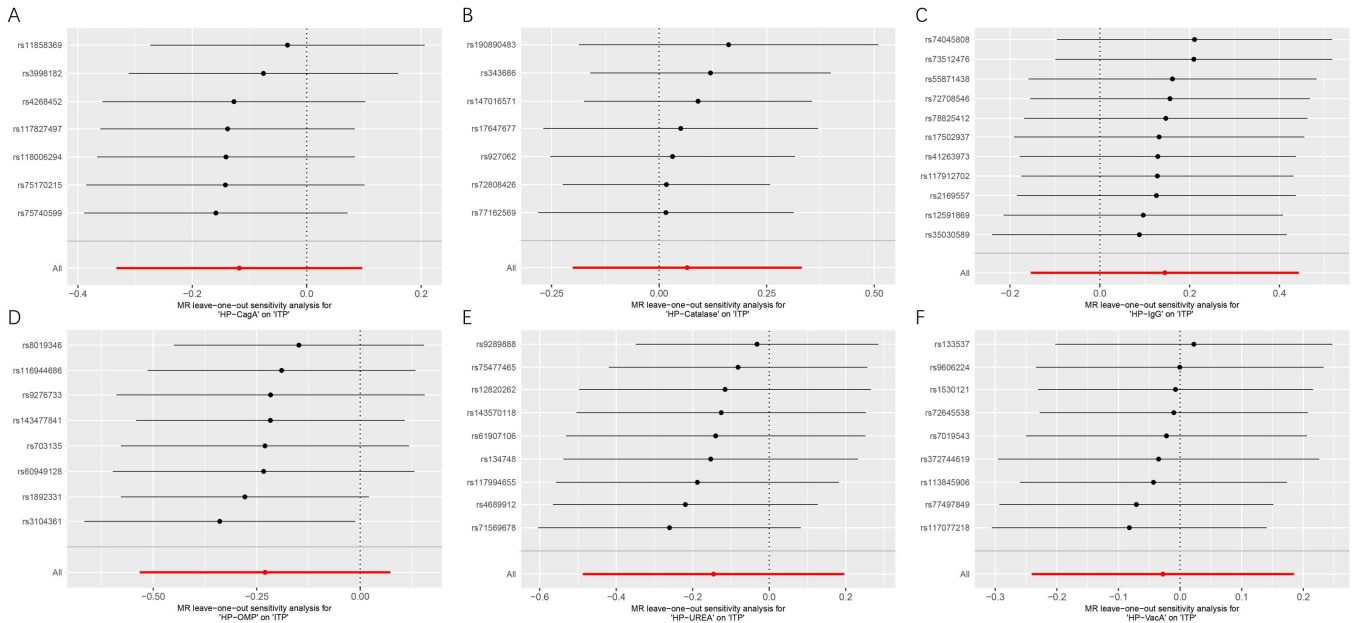 A
rs11858369
rs3998182
rs4268452
rs117827497
rs118006294
rs75170215
rs75740599
All
−0.4 −0.2 0.0 0.2
MR leave−one−out sensitivity analysis for
'HP−CagA' on 'ITP'
B
rs190890483
rs343686
rs147016571
rs17647677
rs927062
rs72808426
rs77162569
All
−0.25 0.00 0.25 0.50
MR leave−one−out sensitivity analysis for
'HP−Catalase' on 'ITP'
C
rs74045808
rs73512476
rs55871438
rs72708546
rs78825412
rs17502937
rs41263973
rs117912702
rs2169557
rs12591869
rs35030589
All
−0.2 0.0 0.2 0.4
MR leave−one−out sensitivity analysis for
'HP−IgG' on 'ITP'
D
rs8019346
rs116944686
rs9276733
rs143477841
rs703135
rs60949128
rs1892331
rs3104361
All
−0.50 −0.25 0.00
MR leave−one−out sensitivity analysis for
'HP−OMP' on 'ITP'
E
rs9289888
rs75477465
rs12820262
rs143570118
rs61907106
rs134748
rs117994655
rs4689912
rs71569678
All
−0.6 −0.4 −0.2 0.0 0.2
MR leave−one−out sensitivity analysis for
'HP−UREA' on 'ITP'
F
rs133537
rs9606224
rs1530121
rs72645538
rs7019543
rs372744619
rs113845906
rs77497849
rs117077218
All
−0.3 −0.2 −0.1 0.0 0.1 0.2
MR leave−one−out sensitivity analysis for
'HP−VacA' on 'ITP'